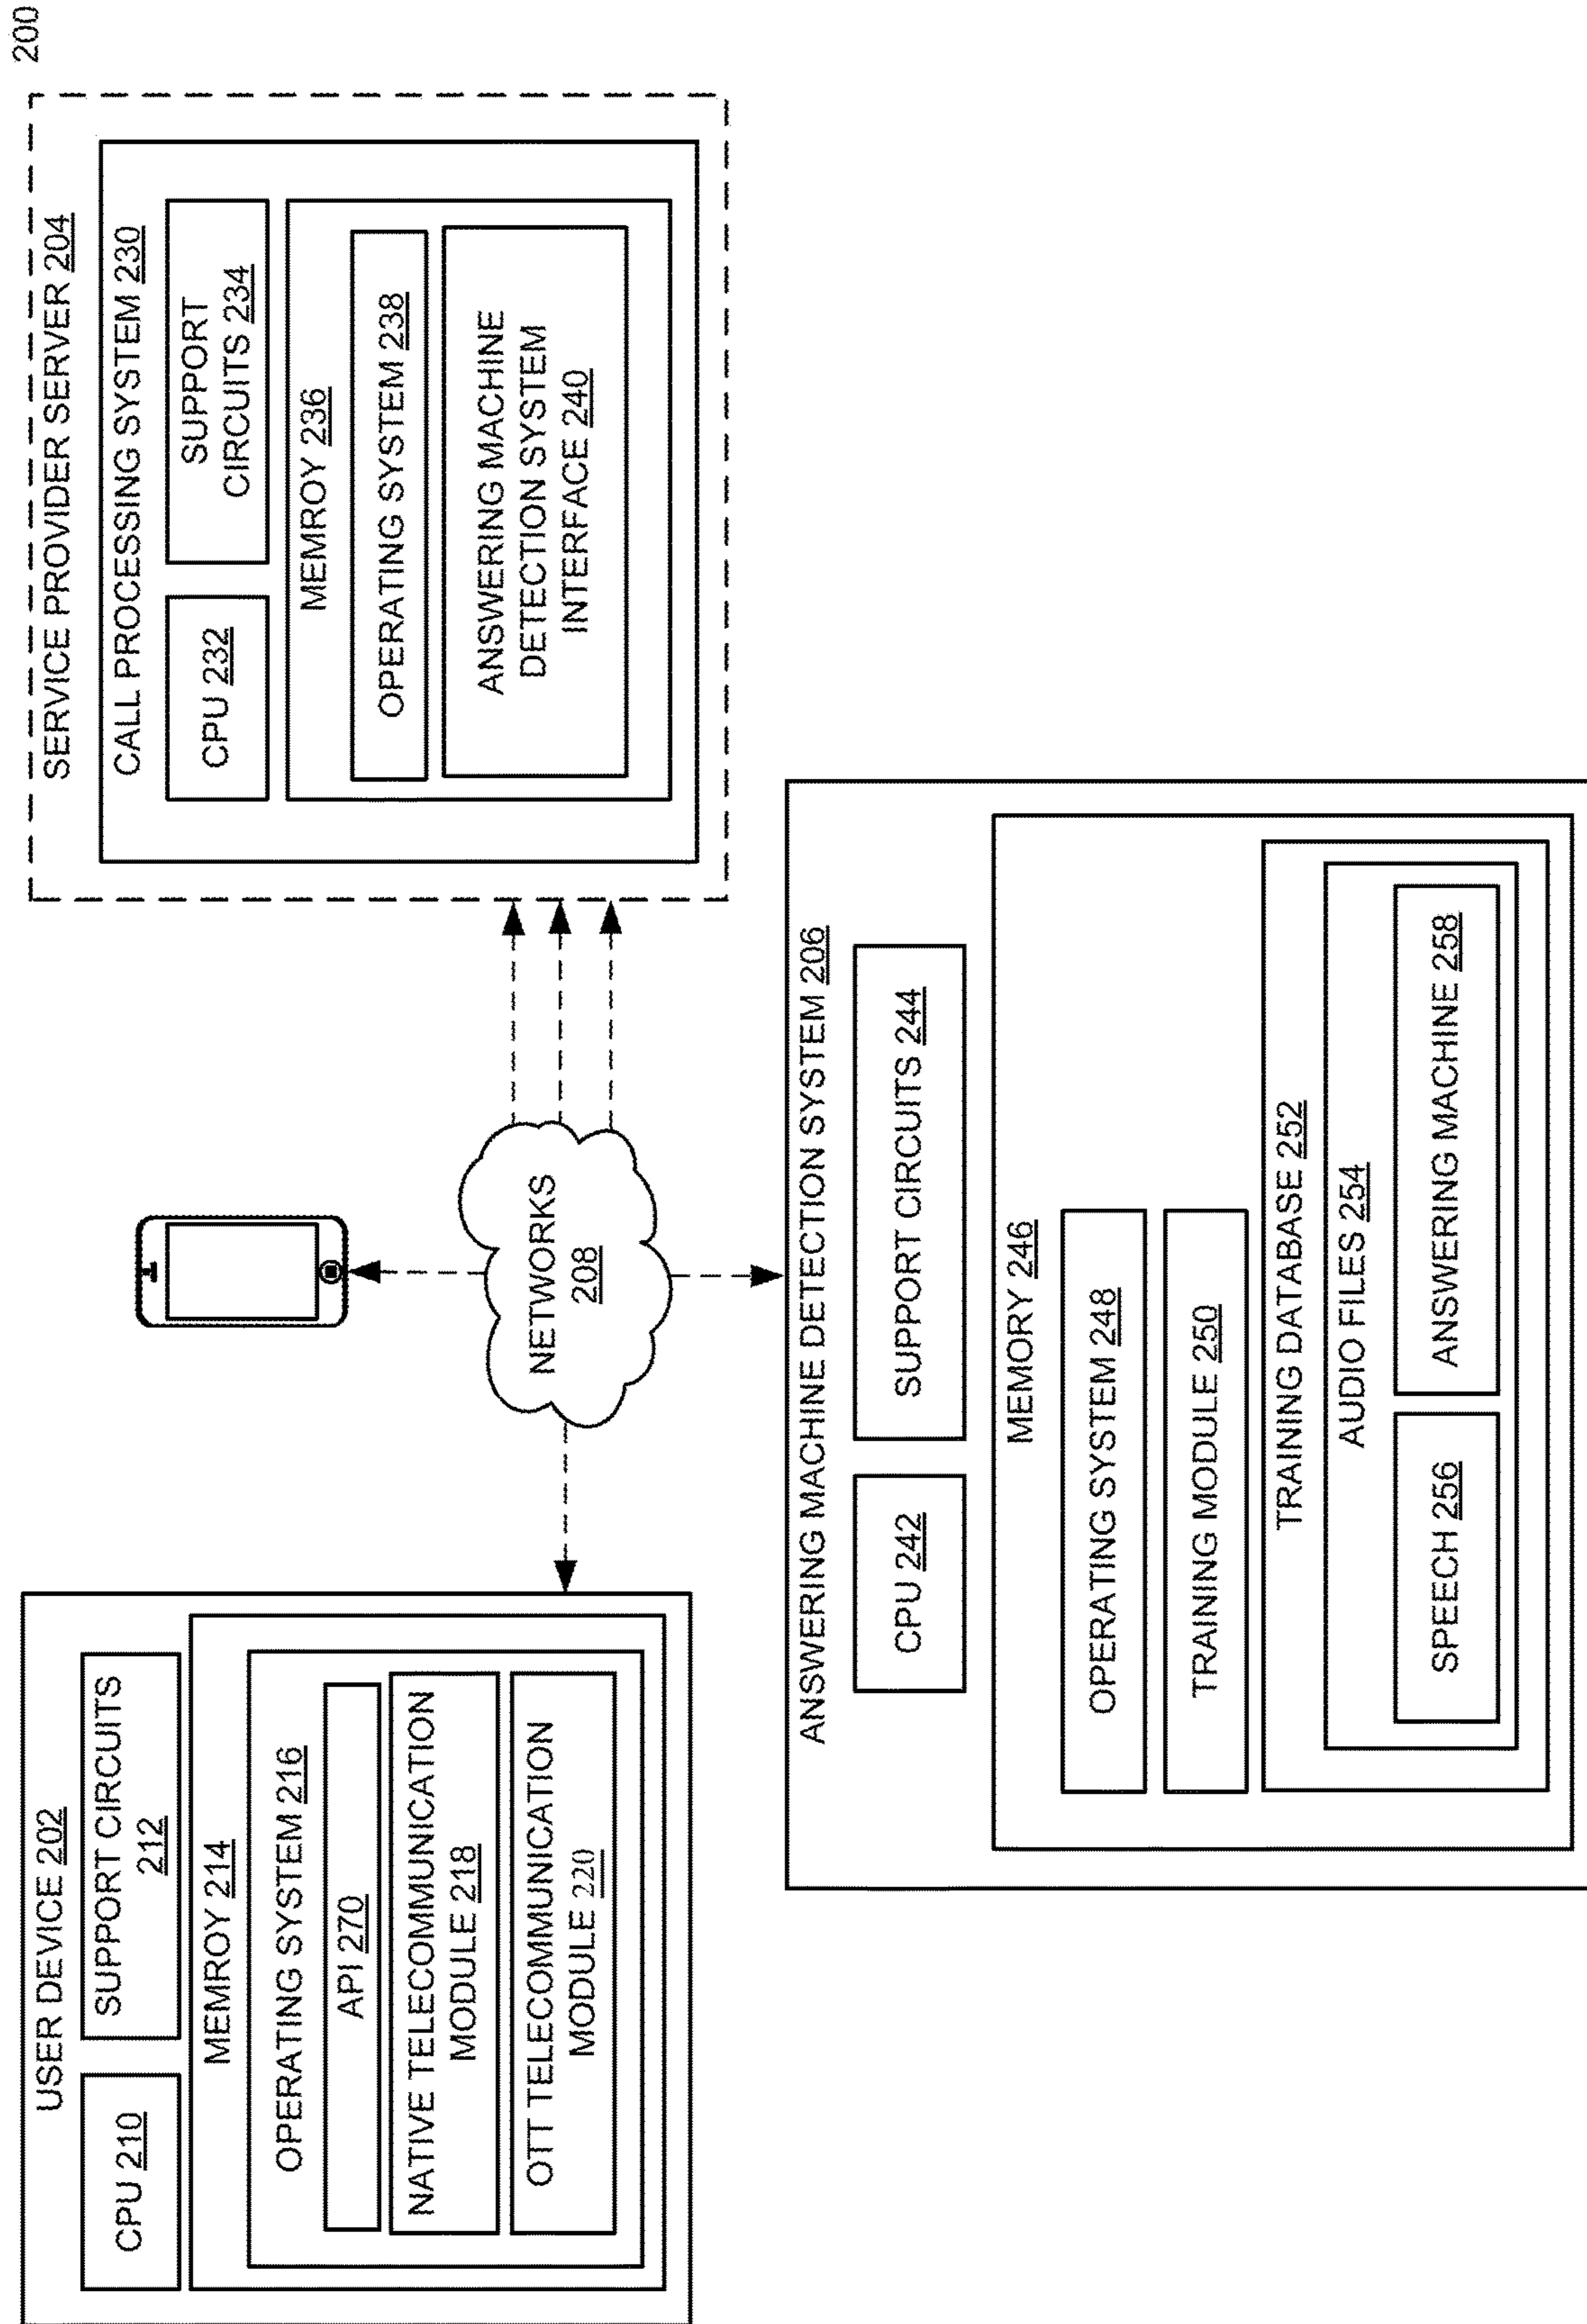 200
USER DEVICE 202
CPU 210
SUPPORT CIRCUITS
212
MEMROY 214
OPERATING SYSTEM 216
API 270
NATIVE TELECOMMUNICATION
MODULE 218
OTT TELECOMMUNICATION
MODULE 220
NETWORKS
208
SERVICE PROVIDER SERVER 204
CALL PROCESSING SYSTEM 230
CPU 232
SUPPORT
CIRCUITS 234
MEMROY 236
OPERATING SYSTEM 238
ANSWERING MACHINE
DETECTION SYSTEM
INTERFACE 240
ANSWERING MACHINE DETECTION SYSTEM 206
CPU 242
SUPPORT CIRCUITS 244
MEMORY 246
OPERATING SYSTEM 248
TRAINING MODULE 250
TRAINING DATABASE 252
AUDIO FILES 254
SPEECH 256
ANSWERING MACHINE 258